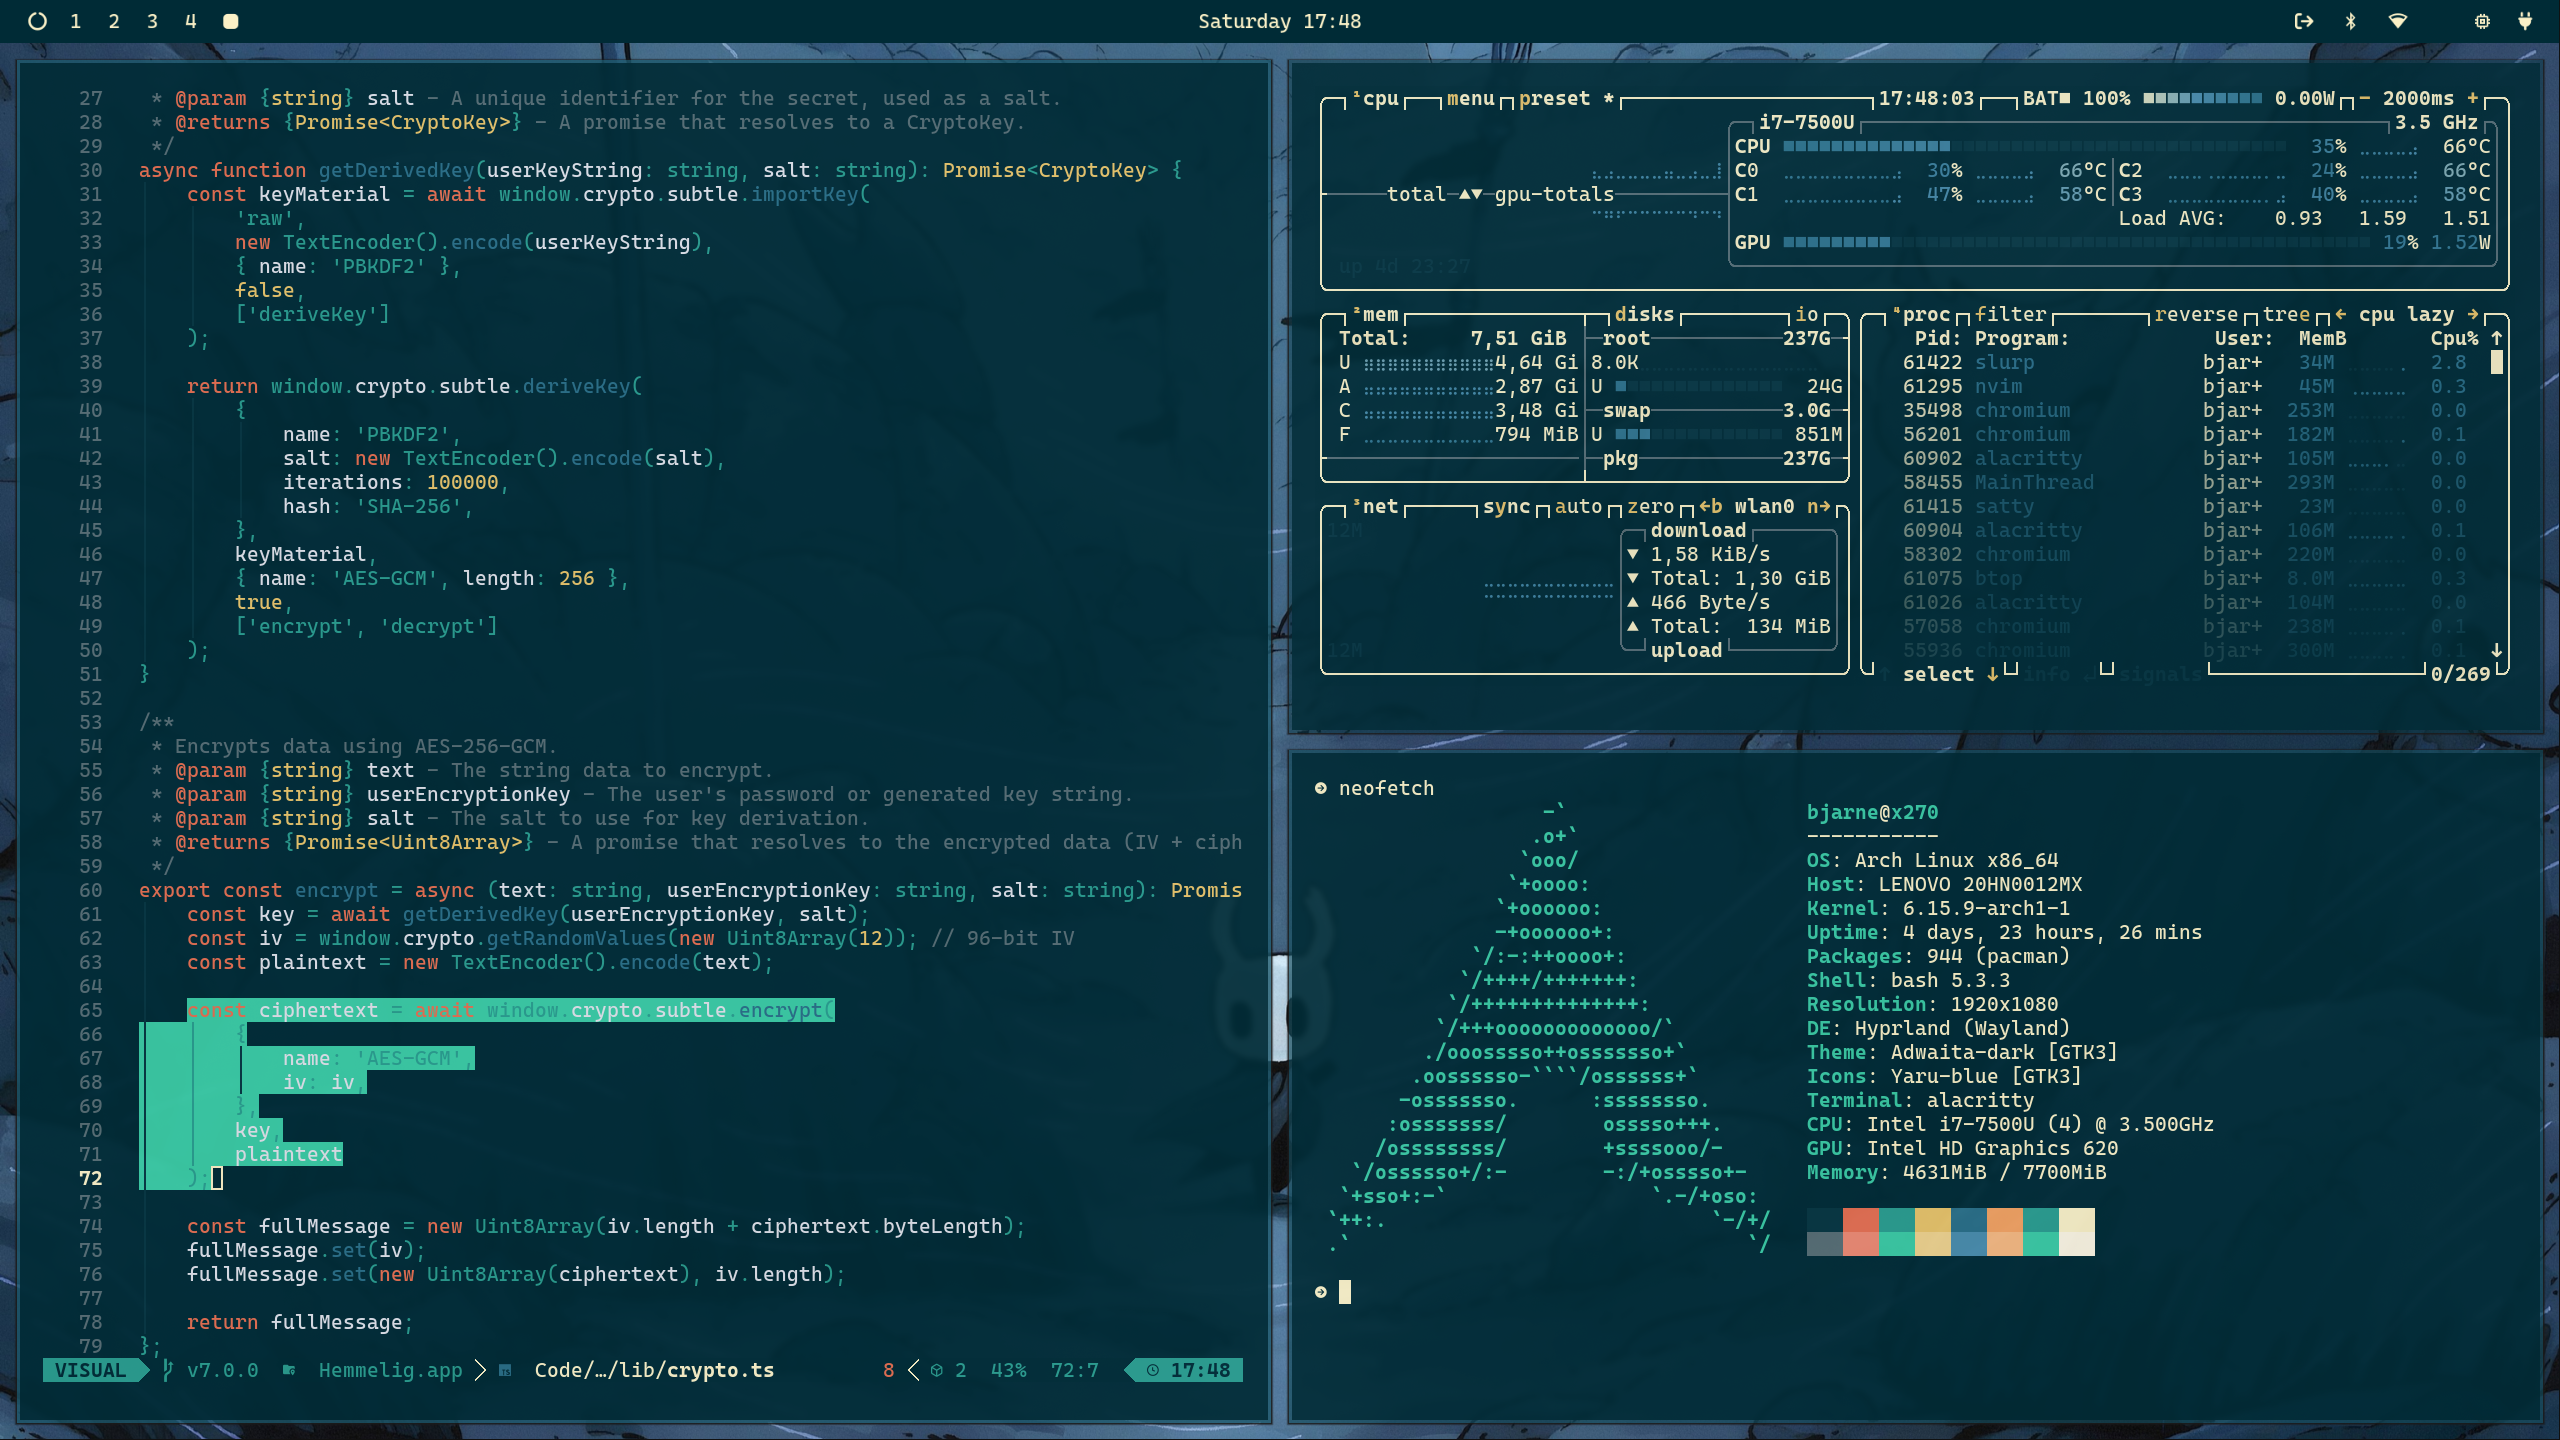 1 2 3 4
Saturday 17:48
27 * @param {string} salt - A unique identifier for the secret, used as a salt.
28 * @returns {Promise<CryptoKey>} - A promise that resolves to a CryptoKey.
29 */
30 async function getDerivedKey(userKeyString: string, salt: string): Promise<CryptoKey> {
31 const keyMaterial = await window.crypto.subtle.importKey(
32 'raw',
33 new TextEncoder().encode(userKeyString),
34 { name: 'PBKDF2' },
35 false,
36 ['deriveKey']
37 );
38
39 return window.crypto.subtle.deriveKey(
40 {
41 name: 'PBKDF2',
42 salt: new TextEncoder().encode(salt),
43 iterations: 100000,
44 hash: 'SHA-256',
45 },
46 keyMaterial,
47 { name: 'AES-GCM', length: 256 },
48 true,
49 ['encrypt', 'decrypt']
50 );
51 }
52
53 /**
54 * Encrypts data using AES-256-GCM.
55 * @param {string} text - The string data to encrypt.
56 * @param {string} userEncryptionKey - The user's password or generated key string.
57 * @param {string} salt - The salt to use for key derivation.
58 * @returns {Promise<Uint8Array>} - A promise that resolves to the encrypted data (IV + ciph
59 */
60 export const encrypt = async (text: string, userEncryptionKey: string, salt: string): Promis
61 const key = await getDerivedKey(userEncryptionKey, salt);
62 const iv = window.crypto.getRandomValues(new Uint8Array(12)); // 96-bit IV
63 const plaintext = new TextEncoder().encode(text);
64
65 const ciphertext = await window.crypto.subtle.encrypt(
66 {
67 name: 'AES-GCM',
68 iv: iv,
69 },
70 key,
71 plaintext
72 );
73
74 const fullMessage = new Uint8Array(iv.length + ciphertext.byteLength);
75 fullMessage.set(iv);
76 fullMessage.set(new Uint8Array(ciphertext), iv.length);
77
78 return fullMessage;
79 };
VISUAL v7.0.0 Hemmelig.app Code/…/lib/crypto.ts 8 2 43% 72:7 17:48
¹cpu menu preset * 17:48:03 BAT■ 100% 0.00W - 2000ms +
i7-7500U 3.5 GHz
CPU 35% 66°C
C0 30% 66°C C2 24% 66°C
total▲▼gpu-totals C1 47% 58°C C3 40% 58°C
Load AVG: 0.93 1.59 1.51
GPU 19% 1.52W
up 4d 23:27
²mem disks io
Total: 7,51 GiB root 237G
U 4,64 Gi 8.0K
A 2,87 Gi U 24G
C 3,48 Gi swap 3.0G
F 794 MiB U 851M
pkg 237G
³net sync auto zero ←b wlan0 n→
12M download
▼ 1,58 KiB/s
▼ Total: 1,30 GiB
▲ 466 Byte/s
▲ Total: 134 MiB
12M upload
⁴proc filter reverse tree ← cpu lazy →
Pid: Program: User: MemB Cpu% ↑
61422 slurp bjar+ 34M 2.8
61295 nvim bjar+ 45M 0.3
35498 chromium bjar+ 253M 0.0
56201 chromium bjar+ 182M 0.1
60902 alacritty bjar+ 105M 0.0
58455 MainThread bjar+ 293M 0.0
61415 satty bjar+ 23M 0.0
60904 alacritty bjar+ 106M 0.1
58302 chromium bjar+ 220M 0.0
61075 btop bjar+ 8.0M 0.3
61026 alacritty bjar+ 104M 0.0
57058 chromium bjar+ 238M 0.1
55936 chromium bjar+ 300M 0.1 ↓
↑ select ↓ info ↲ signals 0/269
neofetch
-`
.o+`
`ooo/
`+oooo:
`+oooooo:
-+oooooo+:
`/:-:++oooo+:
`/++++/+++++++:
`/++++++++++++++:
`/+++ooooooooooooo/`
./ooosssso++osssssso+`
.oossssso-````/ossssss+`
-osssssso. :ssssssso.
:osssssss/ osssso+++.
/ossssssss/ +ssssooo/-
`/ossssso+/:- -:/+osssso+-
`+sso+:-` `.-/+oso:
`++:. `-/+/
.` `/
bjarne@x270
-----------
OS: Arch Linux x86_64
Host: LENOVO 20HN0012MX
Kernel: 6.15.9-arch1-1
Uptime: 4 days, 23 hours, 26 mins
Packages: 944 (pacman)
Shell: bash 5.3.3
Resolution: 1920x1080
DE: Hyprland (Wayland)
Theme: Adwaita-dark [GTK3]
Icons: Yaru-blue [GTK3]
Terminal: alacritty
CPU: Intel i7-7500U (4) @ 3.500GHz
GPU: Intel HD Graphics 620
Memory: 4631MiB / 7700MiB